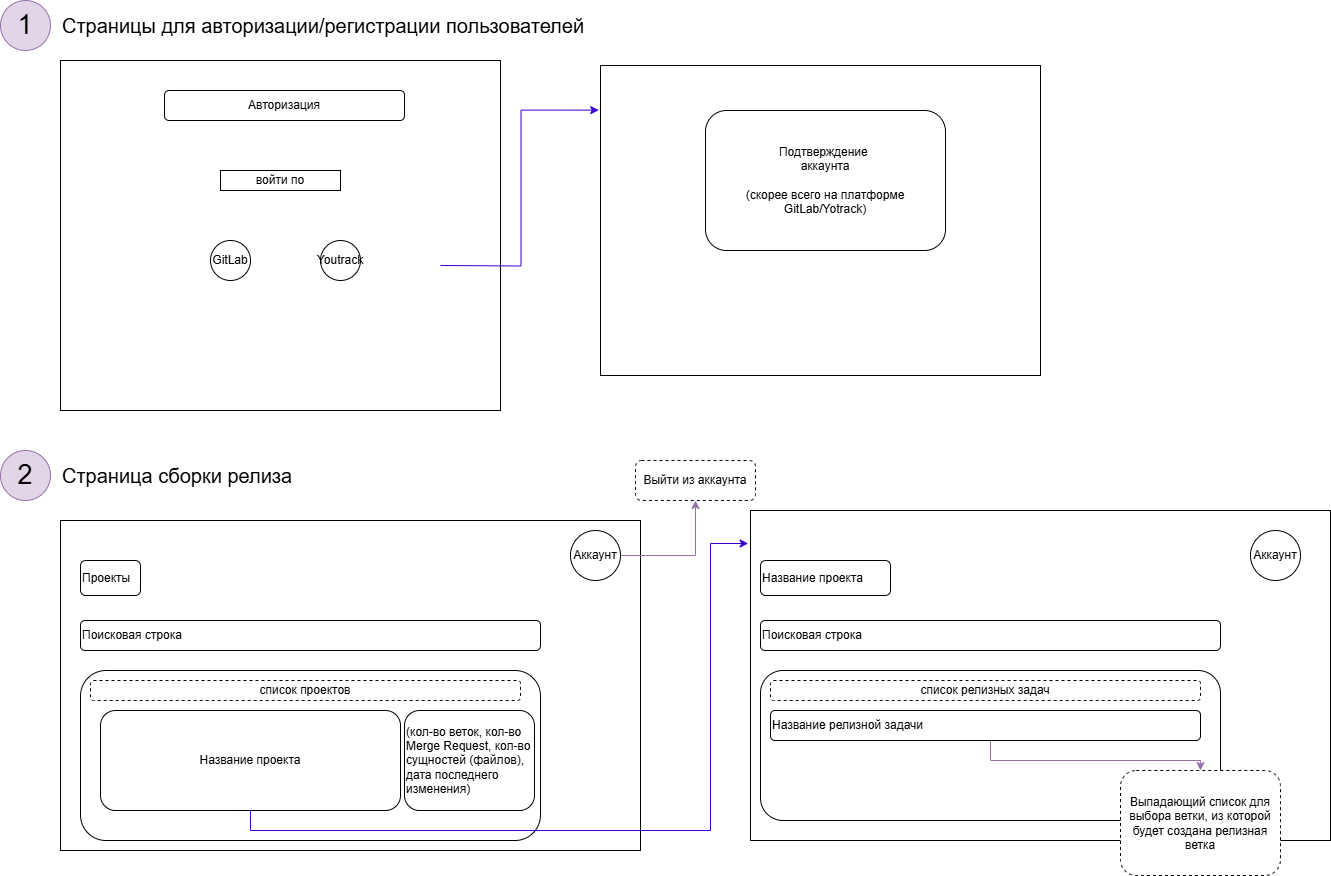 1
Страницы для авторизации/регистрации пользователей
Авторизация
войти по
GitLab
Youtrack
Подтверждение
аккаунта
(скорее всего на платформе
GitLab/Yotrack)
2
Страница сборки релиза
Выйти из аккаунта
Аккаунт
Проекты
Поисковая строка
список проектов
Название проекта
(кол-во веток, кол-во
Merge Request, кол-во
сущностей (файлов),
дата последнего
изменения)
Аккаунт
Название проекта
Поисковая строка
список релизных задач
Название релизной задачи
Выпадающий список для
выбора ветки, из которой
будет создана релизная
ветка